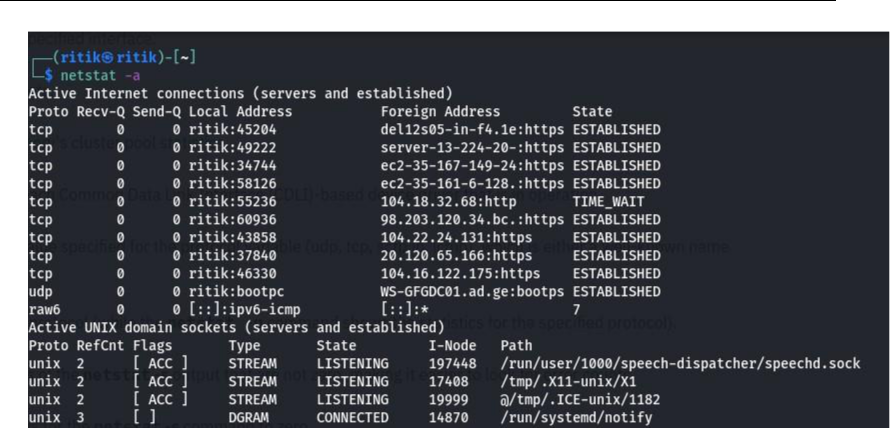 ┌──(ritik㉿ritik)-[~]
└─$ netstat -a
Active Internet connections (servers and established)
Proto Recv-Q Send-Q Local Address Foreign Address State
tcp 0 0 ritik:45204 del12s05-in-f4.1e:https ESTABLISHED
tcp 0 0 ritik:49222 server-13-224-20-:https ESTABLISHED
tcp 0 0 ritik:34744 ec2-35-167-149-24:https ESTABLISHED
tcp 0 0 ritik:58126 ec2-35-162-6-128.:https ESTABLISHED
tcp 0 0 ritik:55236 104.18.32.68:http TIME_WAIT
tcp 0 0 ritik:60936 98.203.120.34.bc.:https ESTABLISHED
tcp 0 0 ritik:43858 104.22.24.131:https ESTABLISHED
tcp 0 0 ritik:37840 20.120.65.166:https ESTABLISHED
tcp 0 0 ritik:46330 104.16.122.175:https ESTABLISHED
udp 0 0 ritik:bootpc WS-GFGDC01.ad.ge:bootps ESTABLISHED
raw6 0 0 [::]:ipv6-icmp [::]:* 7
Active UNIX domain sockets (servers and established)
Proto RefCnt Flags Type State I-Node Path
unix 2 [ ACC ] STREAM LISTENING 197448 /run/user/1000/speech-dispatcher/speechd.sock
unix 2 [ ACC ] STREAM LISTENING 17408 /tmp/.X11-unix/X1
unix 2 [ ACC ] STREAM LISTENING 19999 @/tmp/.ICE-unix/1182
unix 3 [ ] DGRAM CONNECTED 14870 /run/systemd/notify